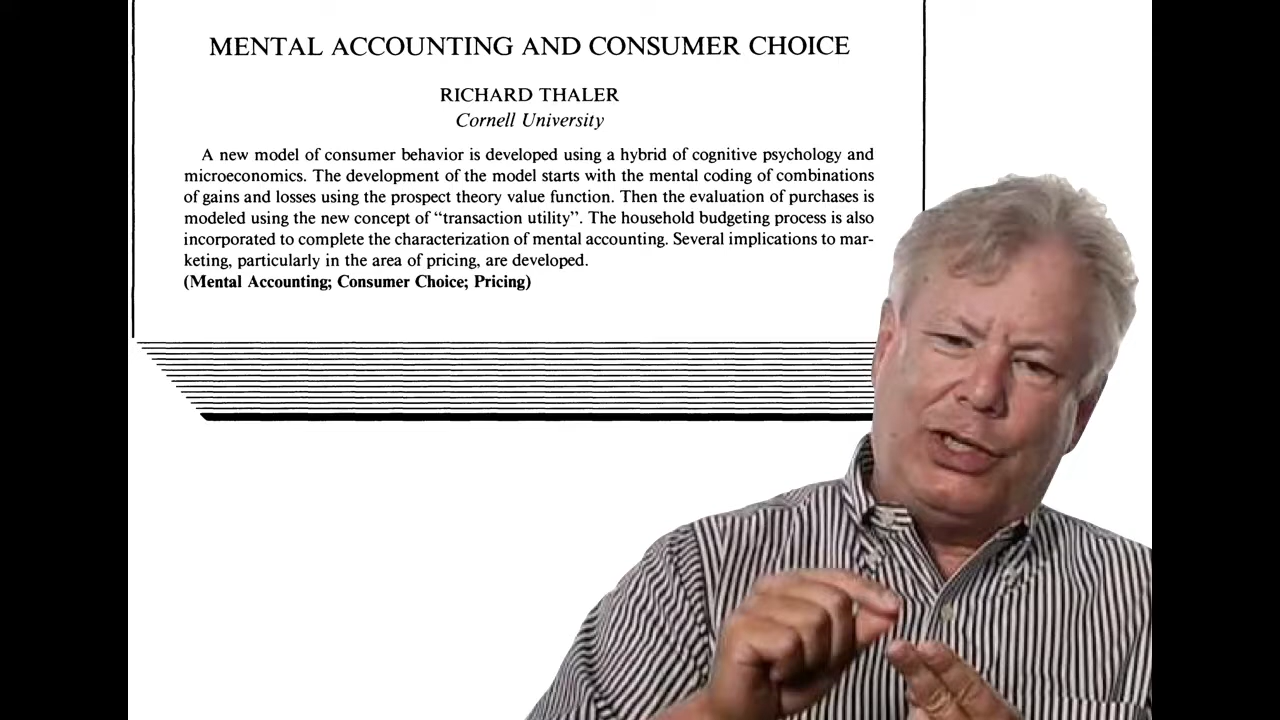 MENTAL ACCOUNTING AND CONSUMER CHOICE
RICHARD THALER
Cornell University
A new model of consumer behavior is developed using a hybrid of cognitive psychology and
microeconomics. The development of the model starts with the mental coding of combinations
of gains and losses using the prospect theory value function. Then the evaluation of purchases is
modeled using the new concept of “transaction utility”. The household budgeting process is also
incorporated to complete the characterization of mental accounting. Several implications to mar-
keting, particularly in the area of pricing, are developed.
(Mental Accounting; Consumer Choice; Pricing)